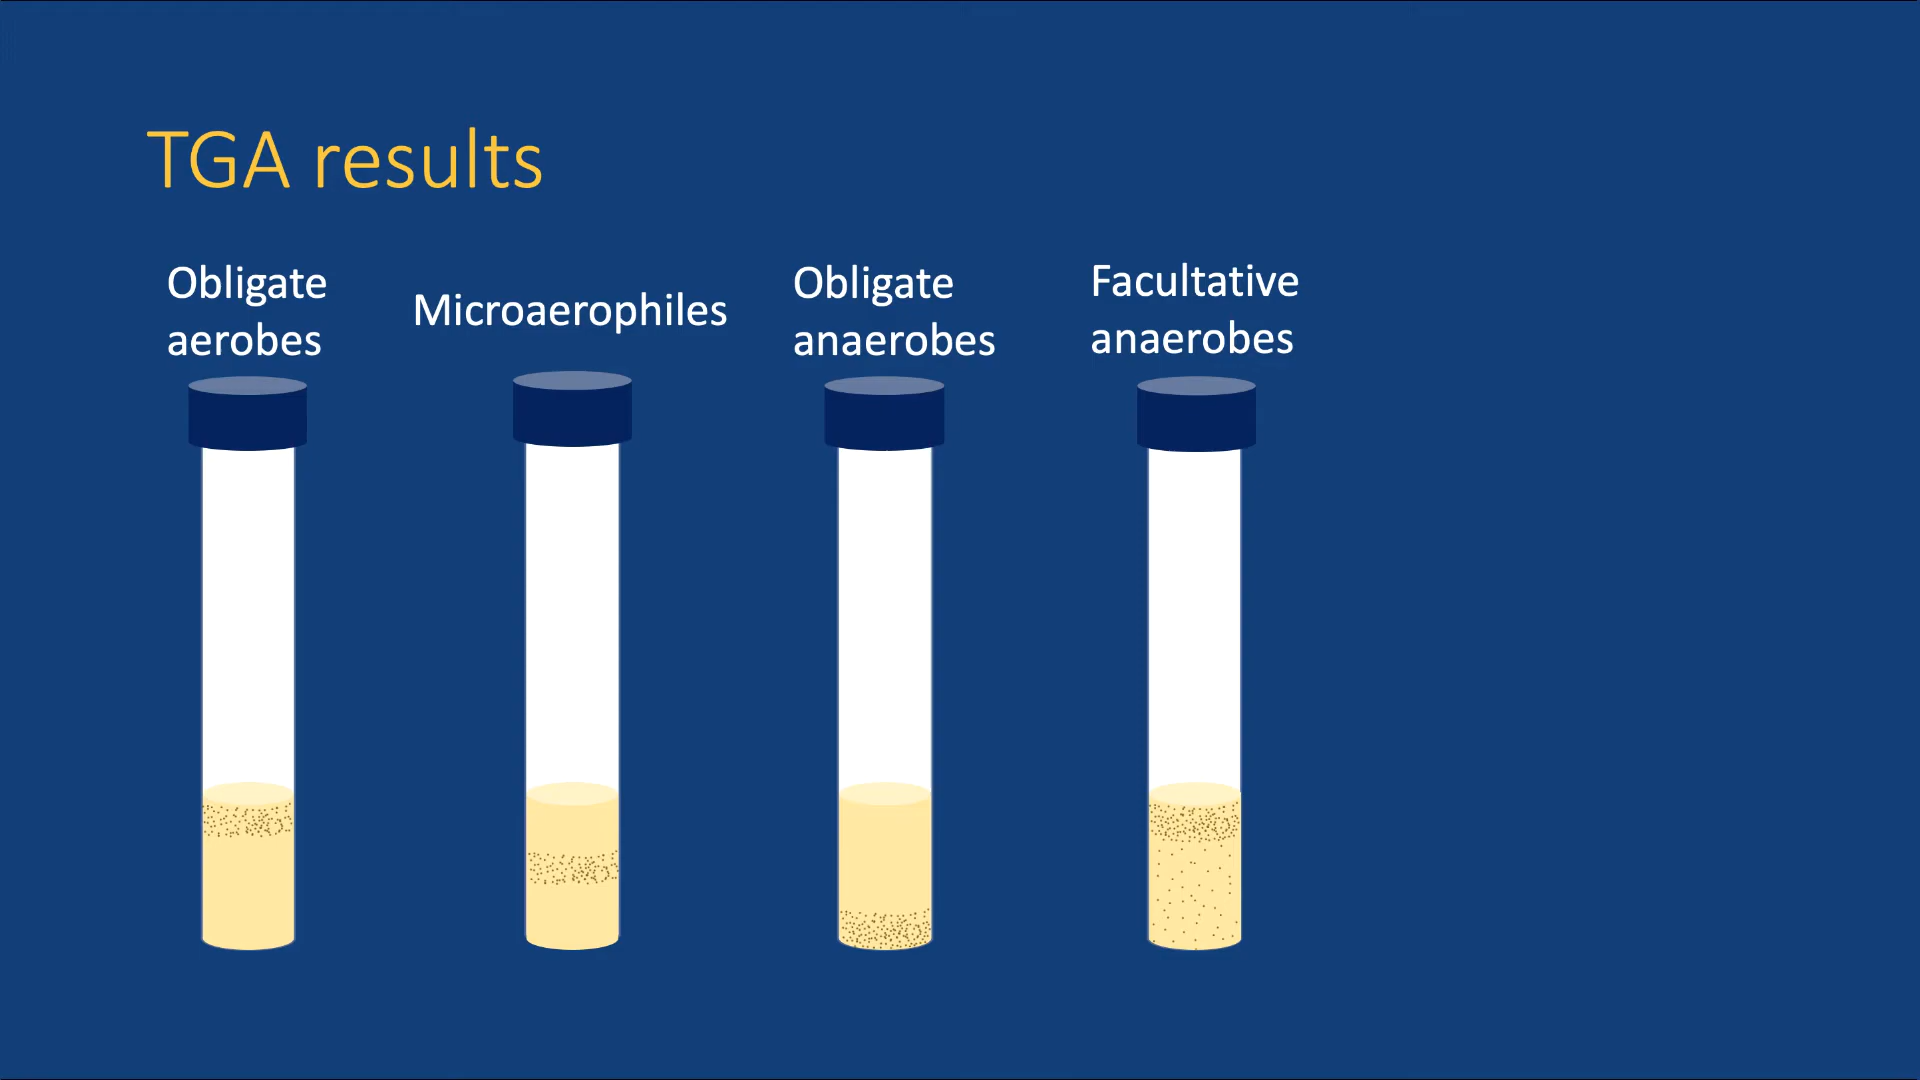 TGA results
Obligate
aerobes
Microaerophiles
Obligate
anaerobes
Facultative
anaerobes